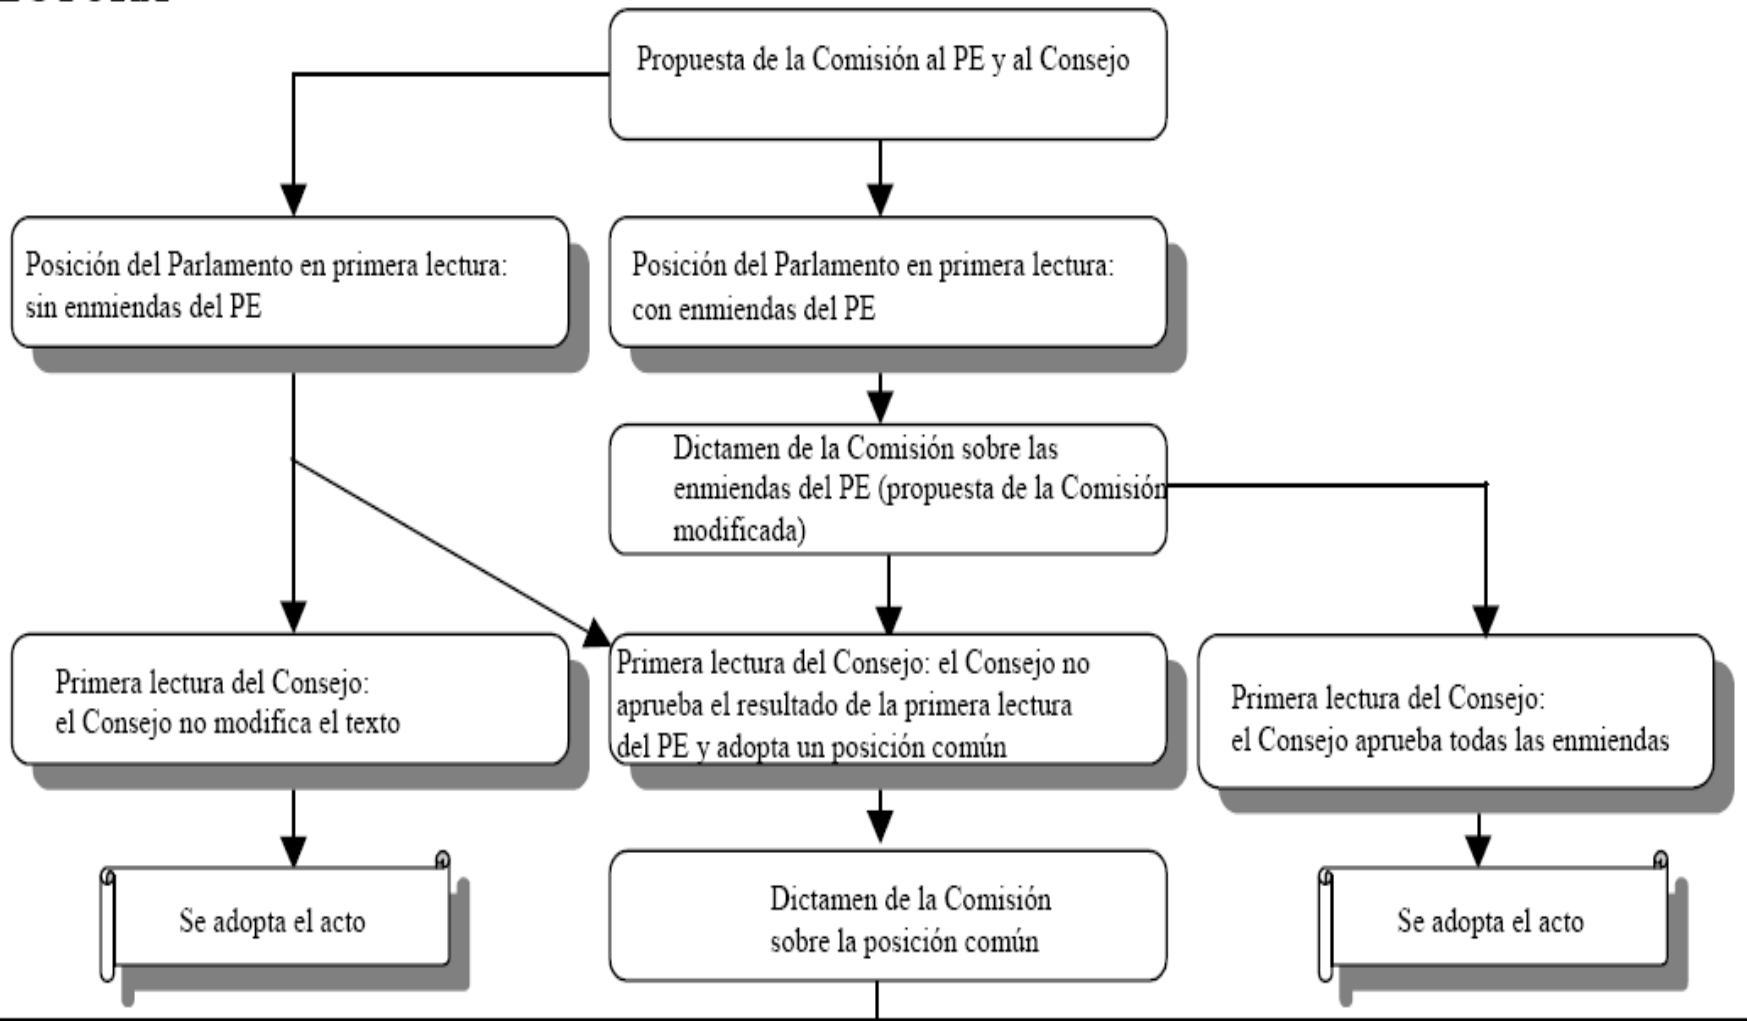 Propuesta de la Comisión al PE y al Consejo
Posición del Parlamento en primera lectura:
sin enmiendas del PE
Posición del Parlamento en primera lectura:
con enmiendas del PE
Dictamen de la Comisión sobre las
enmiendas del PE (propuesta de la Comisión
modificada)
Primera lectura del Consejo:
el Consejo no modifica el texto
Primera lectura del Consejo: el Consejo no
aprueba el resultado de la primera lectura
del PE y adopta un posición común
Primera lectura del Consejo:
el Consejo aprueba todas las enmiendas
Se adopta el acto
Dictamen de la Comisión
sobre la posición común
Se adopta el acto